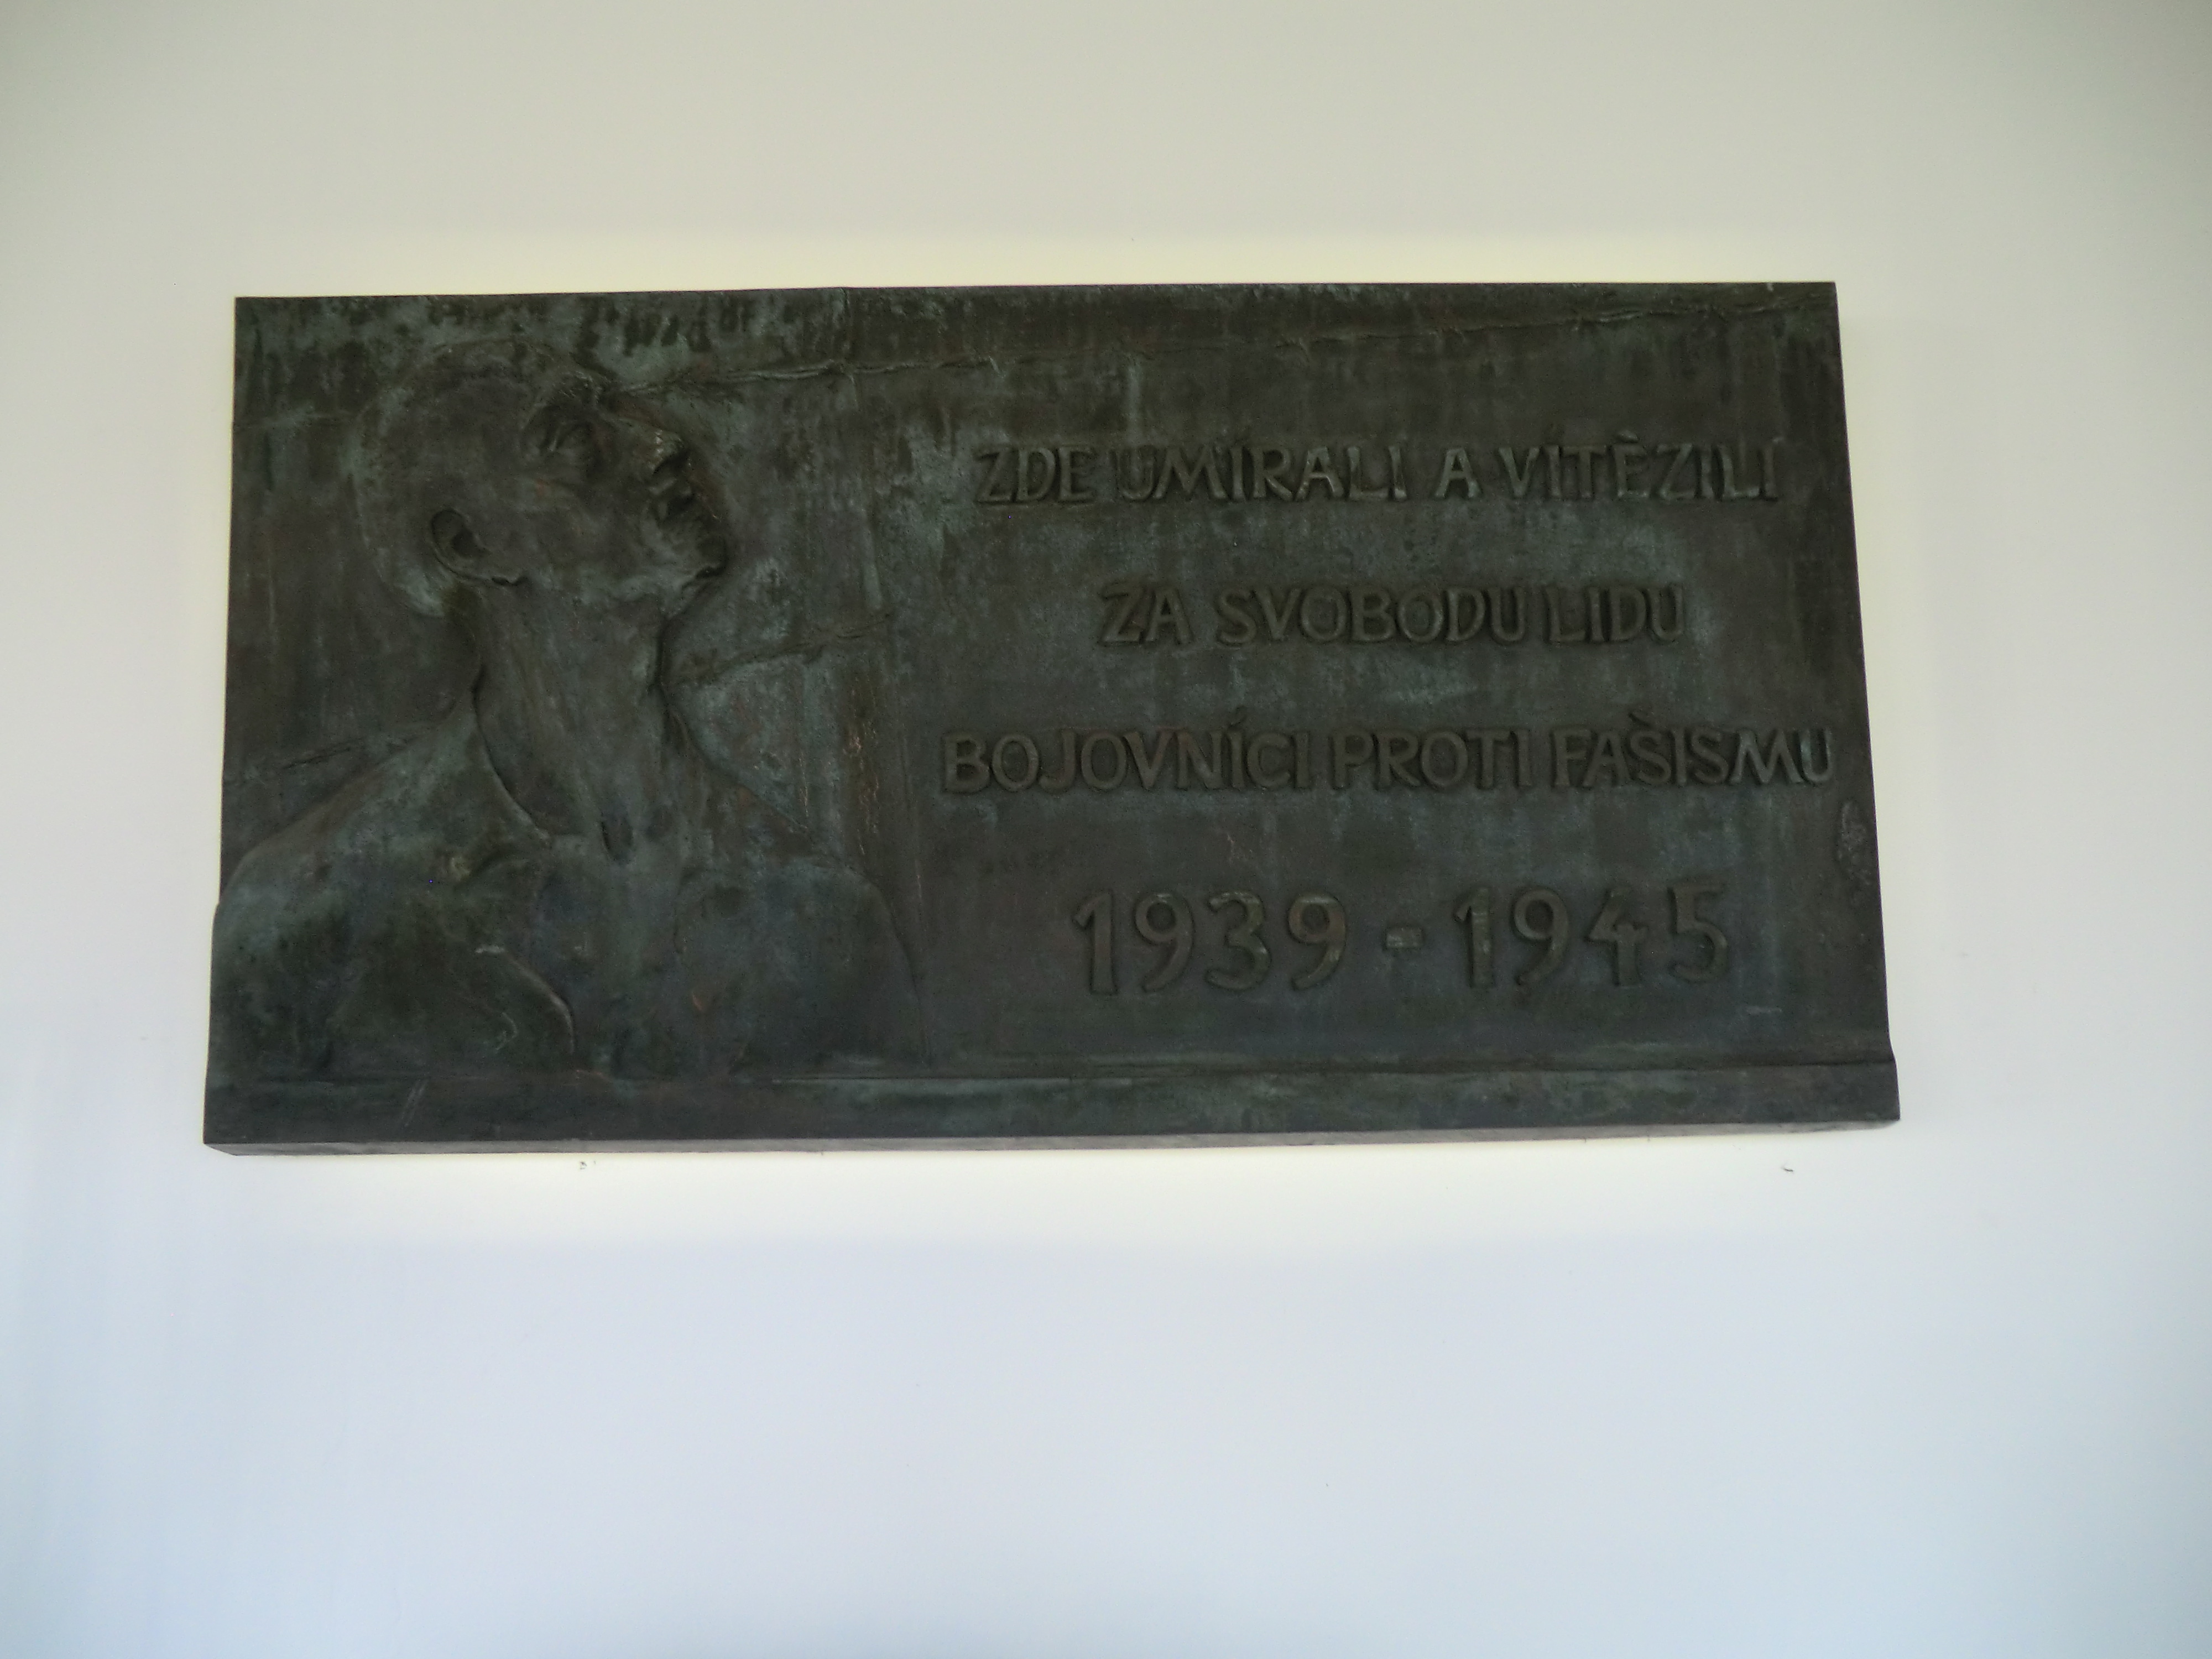 ZDE UMÍRALI A VÍTĚZILI
ZA SVOBODU LIDU
BOJOVNÍCI PROTI FAŠISMU
1939 - 1945